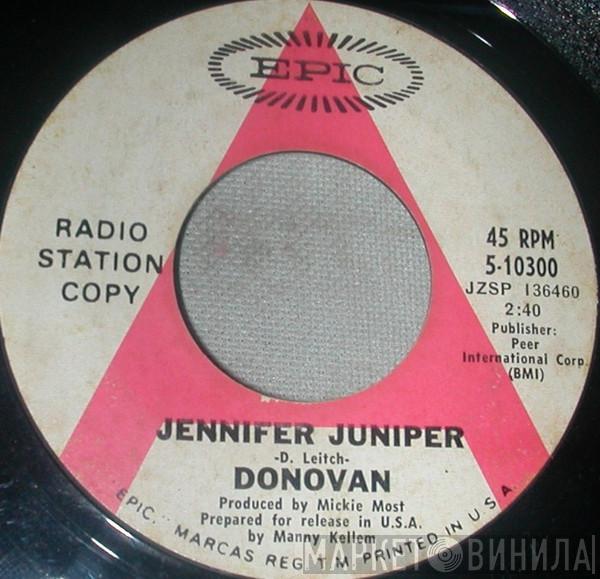 EPIC
RADIO
STATION
COPY
45 RPM
5-10300
JZSP 136460
2:40
Publisher:
Peer
International Corp.
(BMI)
JENNIFER JUNIPER
-D. Leitch-
DONOVAN
Produced by Mickie Most
Prepared for release in U.S.A.
by Manny Kellem
"EPIC," MARCAS REG. T.M. PRINTED IN U.S.A.
МАРКЕТ ВИНИЛА